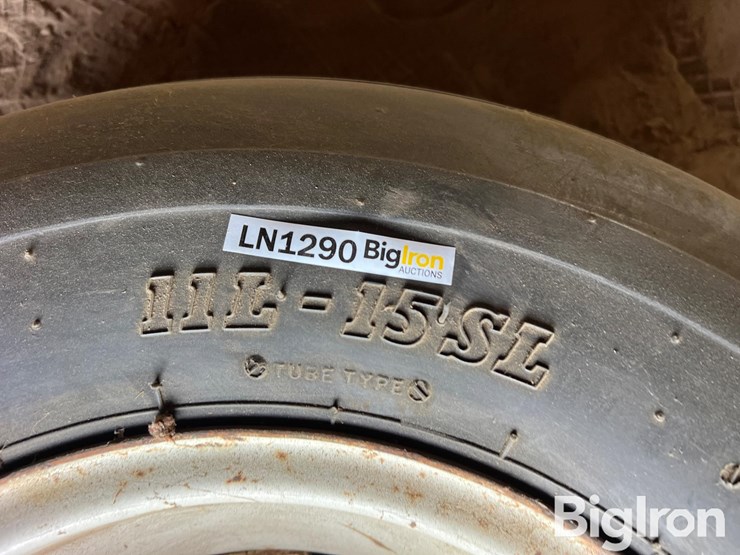 LN1290 BigIron
AUCTIONS
11L-15SL
TUBE TYPE
BigIron